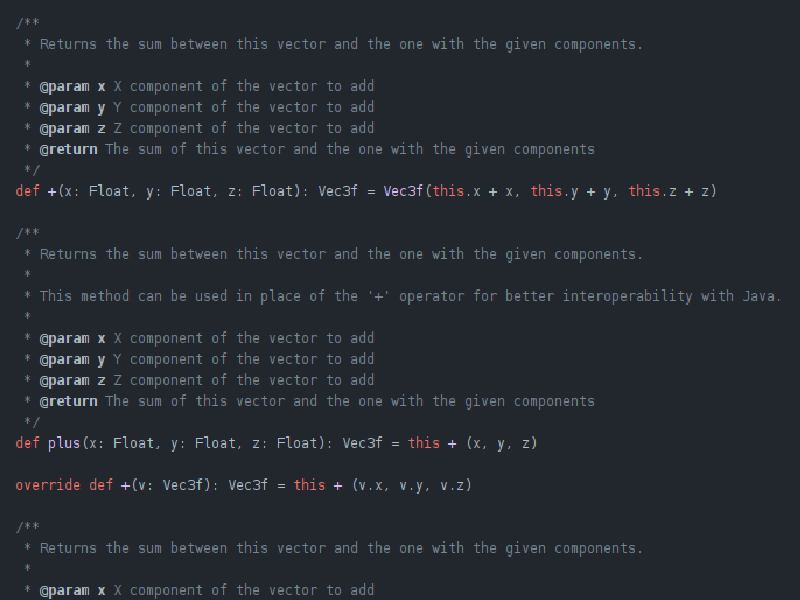 /**
 * Returns the sum between this vector and the one with the given components.
 *
 * @param x X component of the vector to add
 * @param y Y component of the vector to add
 * @param z Z component of the vector to add
 * @return The sum of this vector and the one with the given components
 */
def +(x: Float, y: Float, z: Float): Vec3f = Vec3f(this.x + x, this.y + y, this.z + z)

/**
 * Returns the sum between this vector and the one with the given components.
 *
 * This method can be used in place of the '+' operator for better interoperability with Java.
 *
 * @param x X component of the vector to add
 * @param y Y component of the vector to add
 * @param z Z component of the vector to add
 * @return The sum of this vector and the one with the given components
 */
def plus(x: Float, y: Float, z: Float): Vec3f = this + (x, y, z)

override def +(v: Vec3f): Vec3f = this + (v.x, v.y, v.z)

/**
 * Returns the sum between this vector and the one with the given components.
 *
 * @param x X component of the vector to add